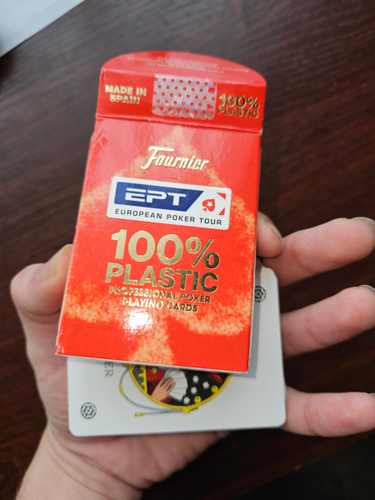 MADE IN
SPAIN
100%
PLASTIC
Fournier
EPT
EUROPEAN POKER TOUR
100%
PLASTIC
PROFESSIONAL POKER
PLAYING CARDS